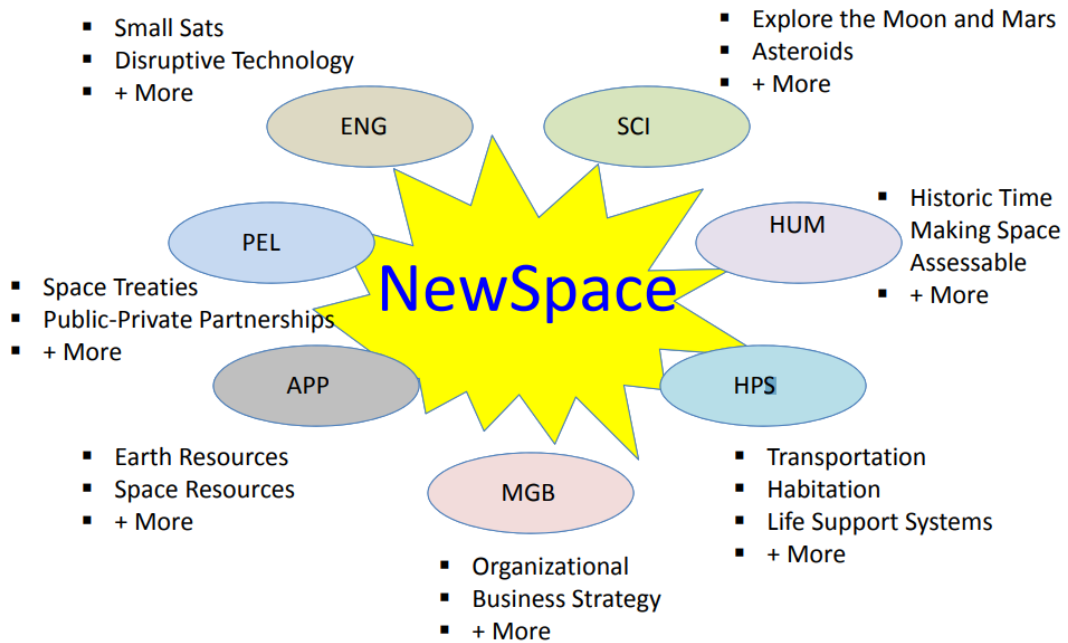 ▪ Small Sats
▪ Disruptive Technology
▪ + More
ENG
▪ Explore the Moon and Mars
▪ Asteroids
▪ + More
SCI
PEL
▪ Space Treaties
▪ Public-Private Partnerships
▪ + More
NewSpace
HUM
▪ Historic Time
Making Space
Assessable
▪ + More
APP
▪ Earth Resources
▪ Space Resources
▪ + More
MGB
▪ Organizational
▪ Business Strategy
▪ + More
HPS
▪ Transportation
▪ Habitation
▪ Life Support Systems
▪ + More